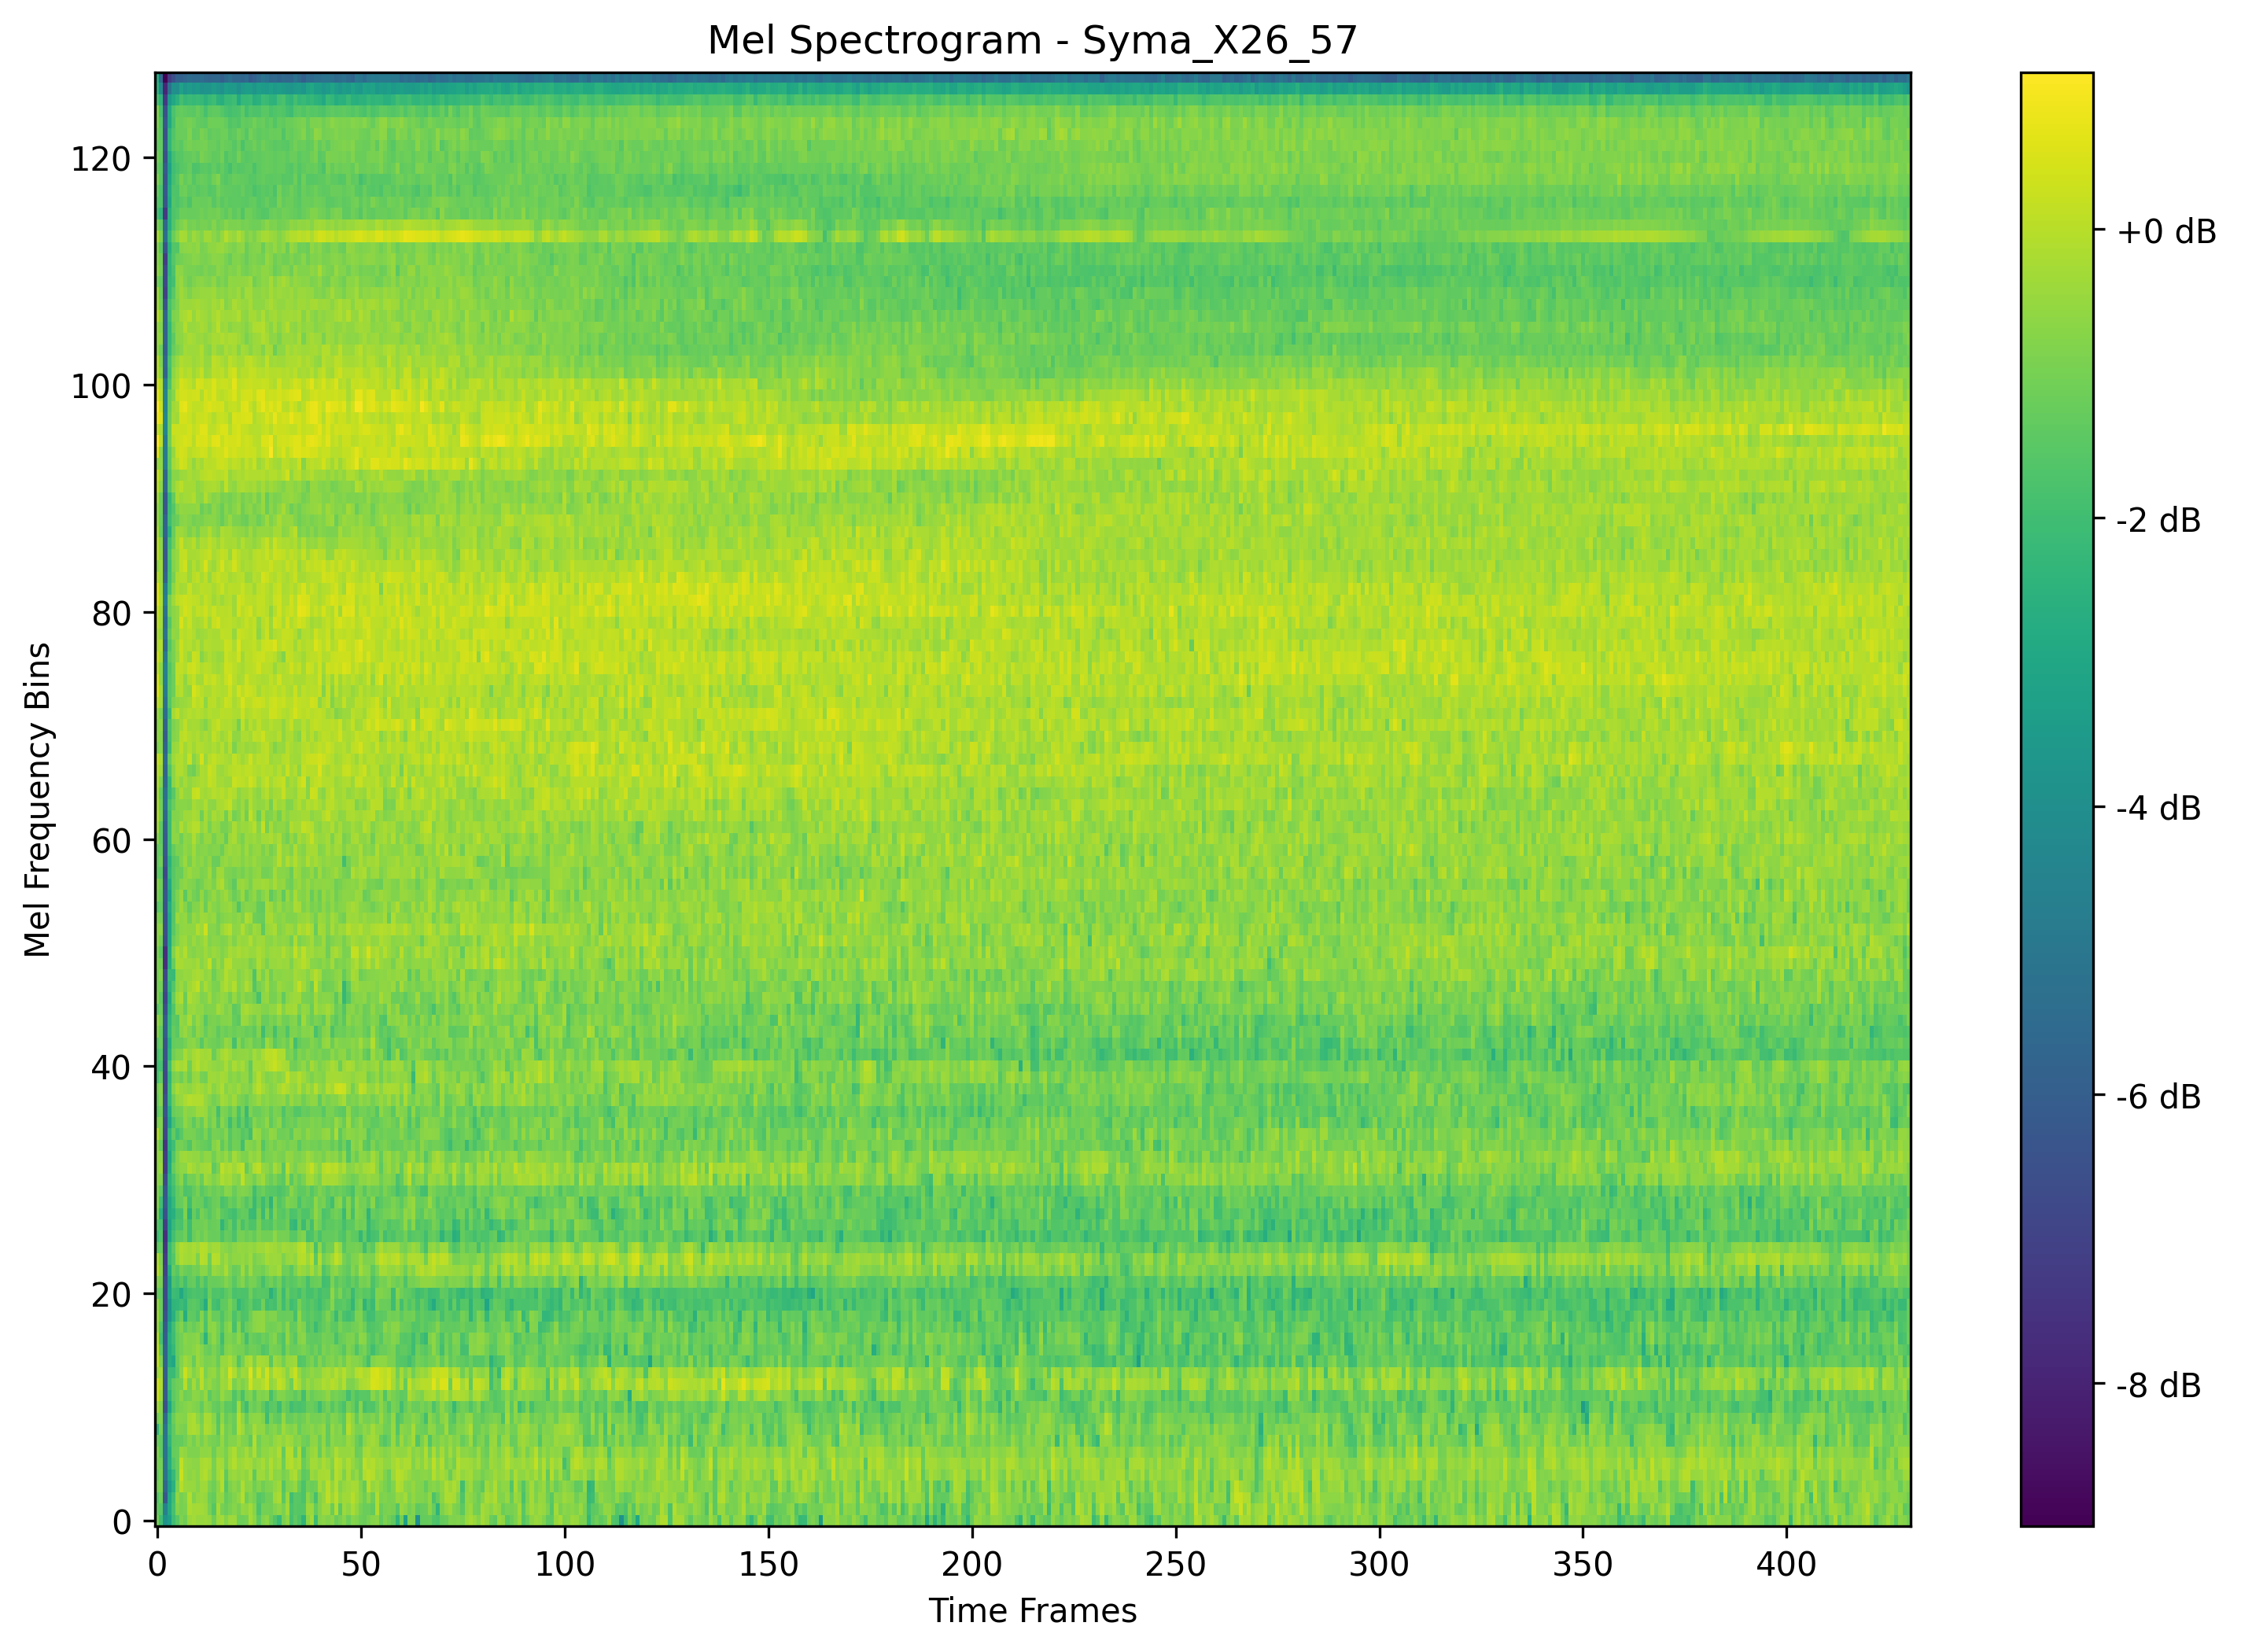 Mel Spectrogram - Syma_X26_57
Mel Frequency Bins
120
100
80
60
40
20
0
0 50 100 150 200 250 300 350 400
Time Frames
+0 dB
-2 dB
-4 dB
-6 dB
-8 dB